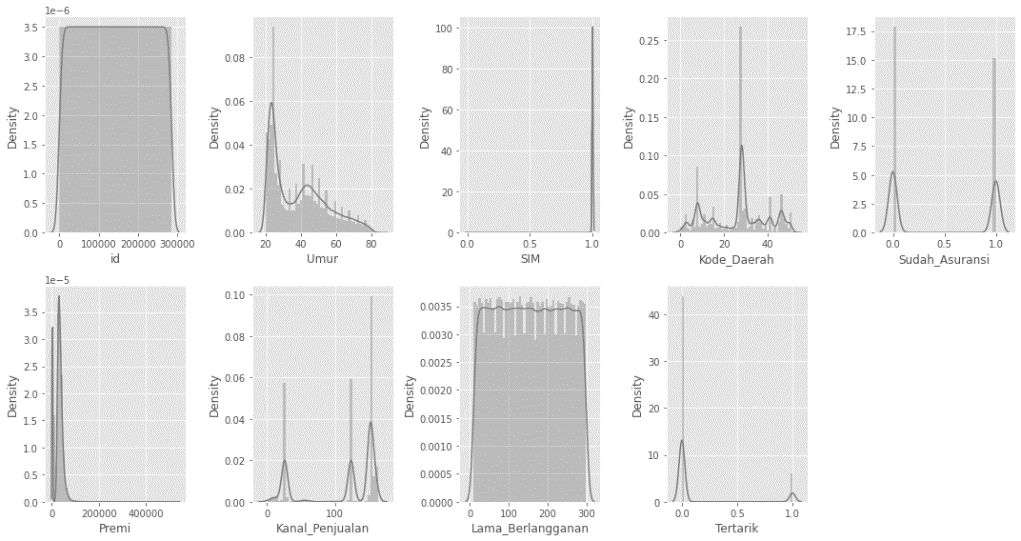 1e−6
3.5
3.0
2.5
2.0
1.5
1.0
0.5
0.0
Density
0 100000 200000 300000
id
0.08
0.06
0.04
0.02
0.00
Density
20 40 60 80
Umur
100
80
60
40
20
0
Density
0.0 0.5 1.0
SIM
0.25
0.20
0.15
0.10
0.05
0.00
Density
0 20 40
Kode_Daerah
17.5
15.0
12.5
10.0
7.5
5.0
2.5
0.0
Density
0.0 0.5 1.0
Sudah_Asuransi
1e−5
3.5
3.0
2.5
2.0
1.5
1.0
0.5
0.0
Density
0 200000 400000
Premi
0.10
0.08
0.06
0.04
0.02
0.00
Density
0 100
Kanal_Penjualan
0.0035
0.0030
0.0025
0.0020
0.0015
0.0010
0.0005
0.0000
Density
0 100 200 300
Lama_Berlangganan
40
30
20
10
0
Density
0.0 0.5 1.0
Tertarik